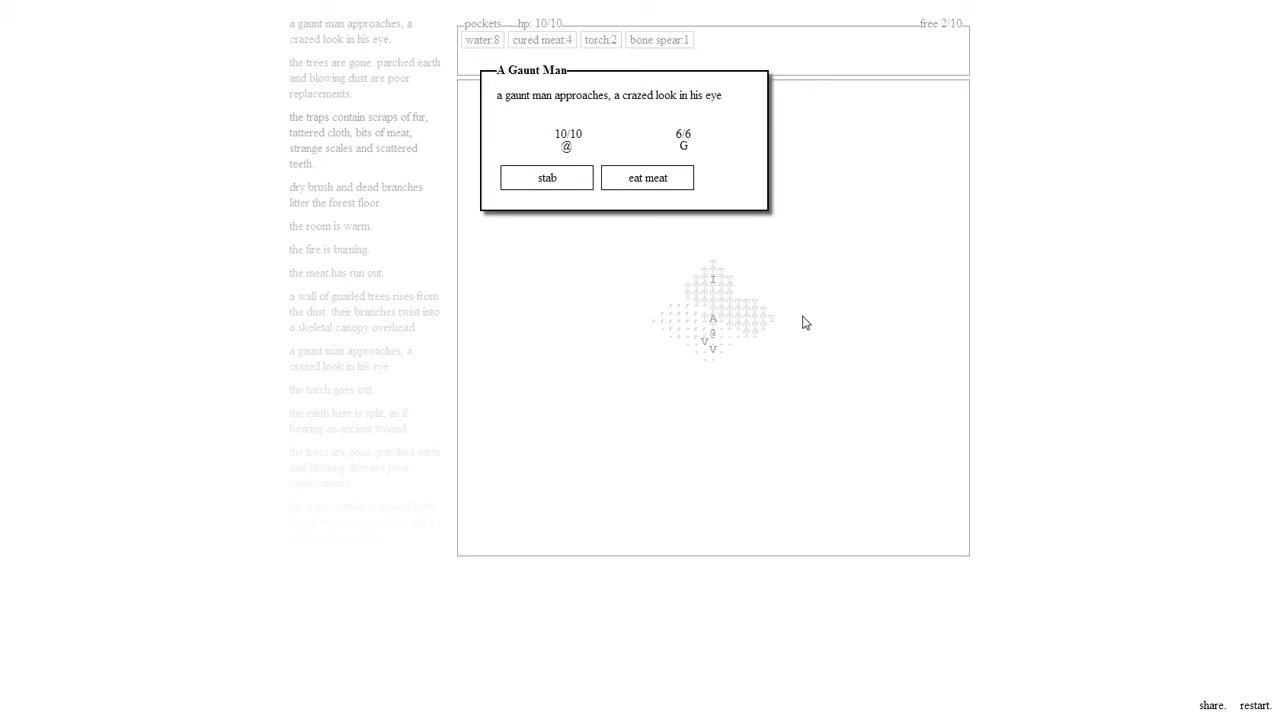 a gaunt man approaches, a
crazed look in his eye.
the trees are gone. parched earth
and blowing dust are poor
replacements.
the traps contain scraps of fur,
tattered cloth, bits of meat,
strange scales and scattered
teeth.
dry brush and dead branches
litter the forest floor.
the room is warm.
the fire is burning.
the meat has run out.
a wall of gnarled trees rises from
the dust. their branches twist into
a skeletal canopy overhead.
a gaunt man approaches, a
crazed look in his eye.
the torch goes out.
the earth here is split, as if
bearing an ancient wound.
the trees are gone. parched earth
and blowing dust are poor
replacements.
the traps contain scattered teeth,
pockets hp: 10/10 free 2/10
water:8 cured meat:4 torch:2 bone spear:1
A Gaunt Man
a gaunt man approaches, a crazed look in his eye
10/10 6/6
@ G
stab eat meat
I
A
@
V
V
share. restart.